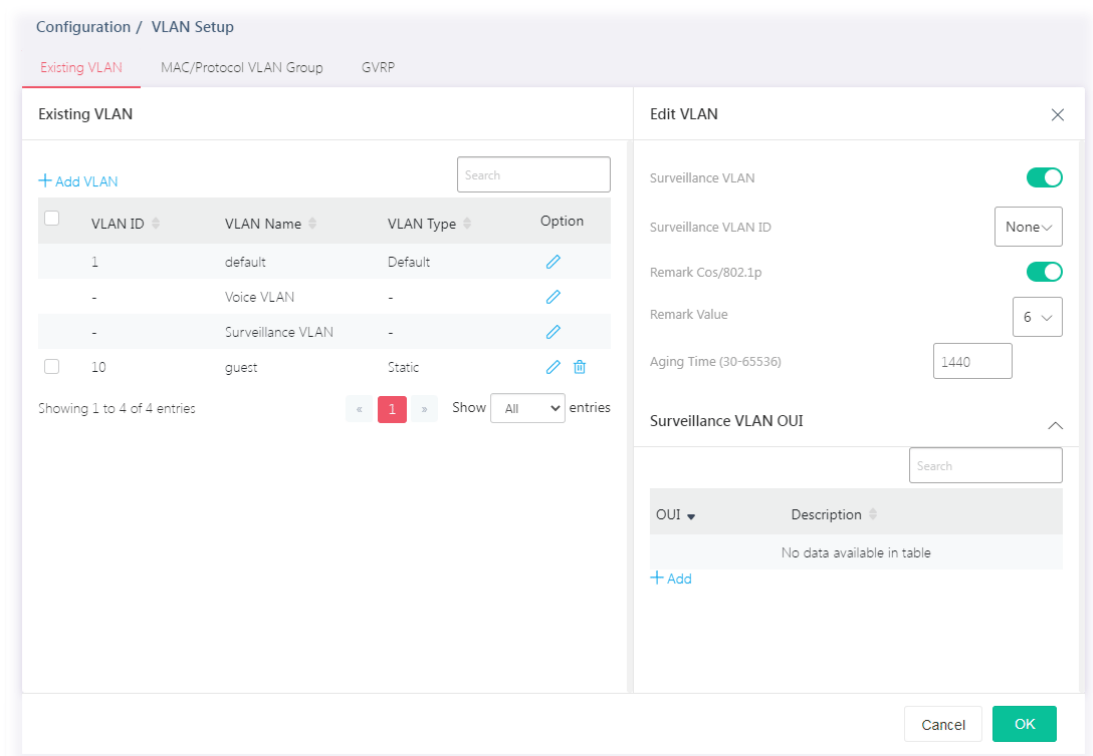 Configuration / VLAN Setup
Existing VLAN MAC/Protocol VLAN Group GVRP
Existing VLAN
+ Add VLAN
Search
VLAN ID VLAN Name VLAN Type Option
1 default Default
- Voice VLAN -
- Surveillance VLAN -
10 guest Static
Showing 1 to 4 of 4 entries « 1 » Show All entries
Edit VLAN
Surveillance VLAN
Surveillance VLAN ID None
Remark Cos/802.1p
Remark Value 6
Aging Time (30-65536) 1440
Surveillance VLAN OUI
Search
OUI Description
No data available in table
+ Add
Cancel OK